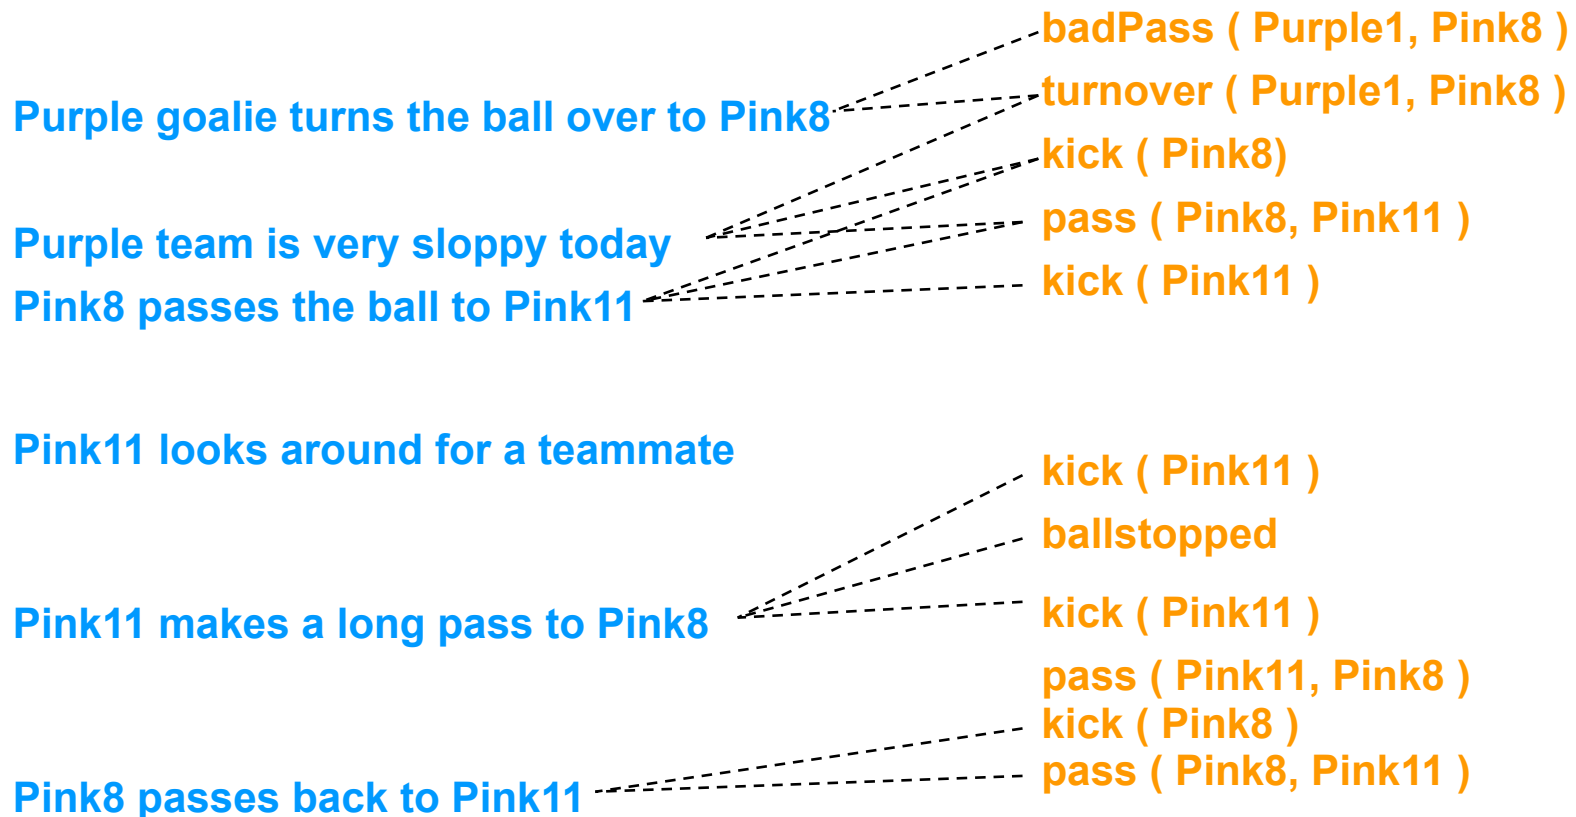 badPass ( Purple1, Pink8 )
turnover ( Purple1, Pink8 )
Purple goalie turns the ball over to Pink8
kick ( Pink8)
pass ( Pink8, Pink11 )
Purple team is very sloppy today
kick ( Pink11 )
Pink8 passes the ball to Pink11
Pink11 looks around for a teammate
kick ( Pink11 )
ballstopped
kick ( Pink11 )
Pink11 makes a long pass to Pink8
pass ( Pink11, Pink8 )
kick ( Pink8 )
pass ( Pink8, Pink11 )
Pink8 passes back to Pink11